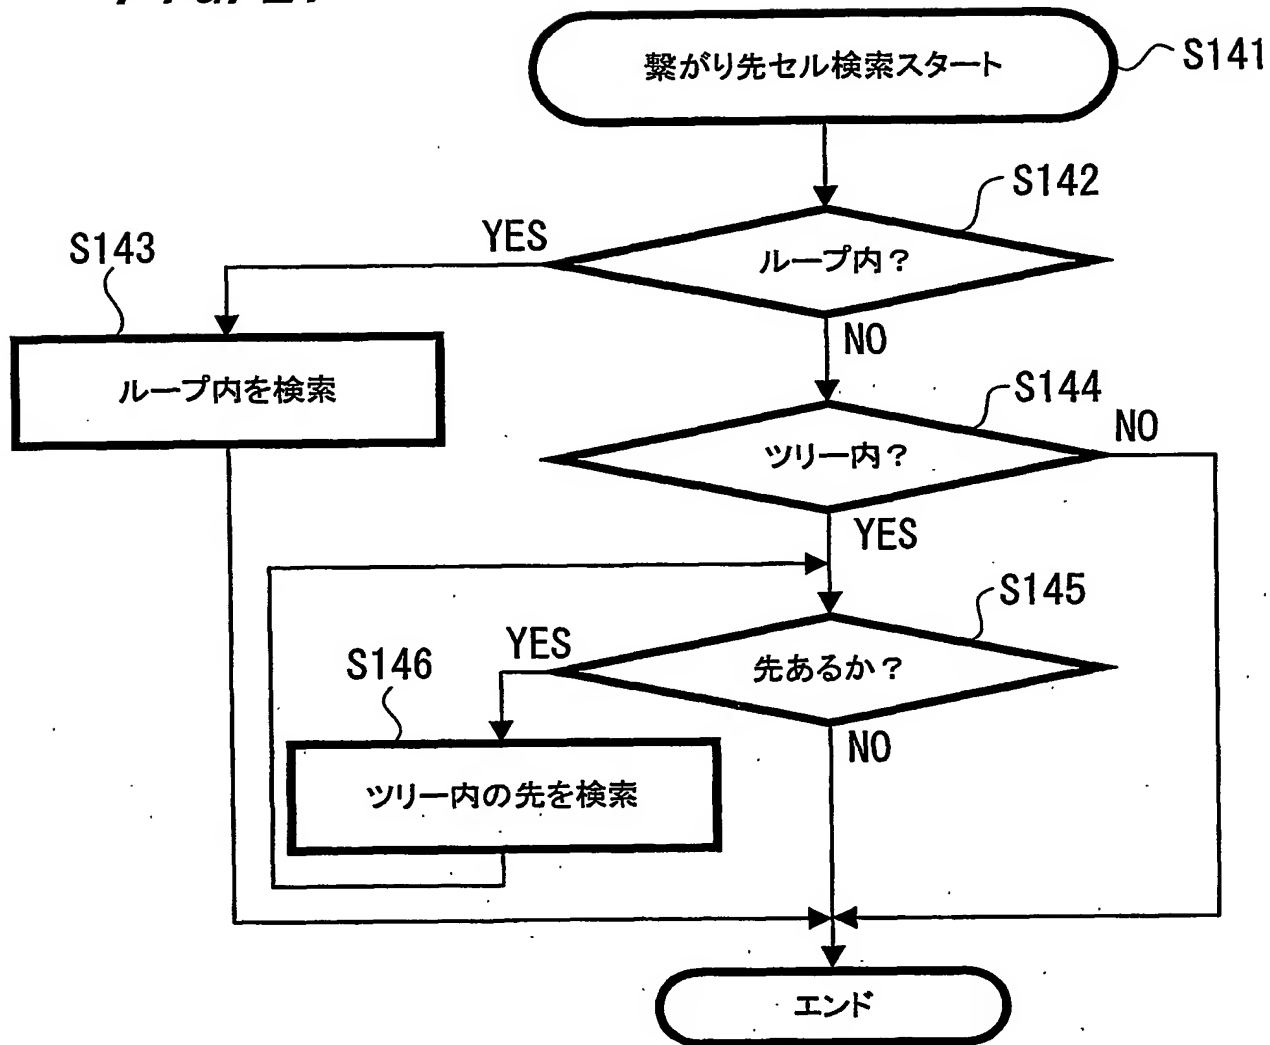 繋がり先セル検索スタート
S141
S142
ループ内?
YES
S143
ループ内を検索
NO
S144
ツリー内?
NO
YES
S145
先あるか?
YES
S146
ツリー内の先を検索
NO
エンド